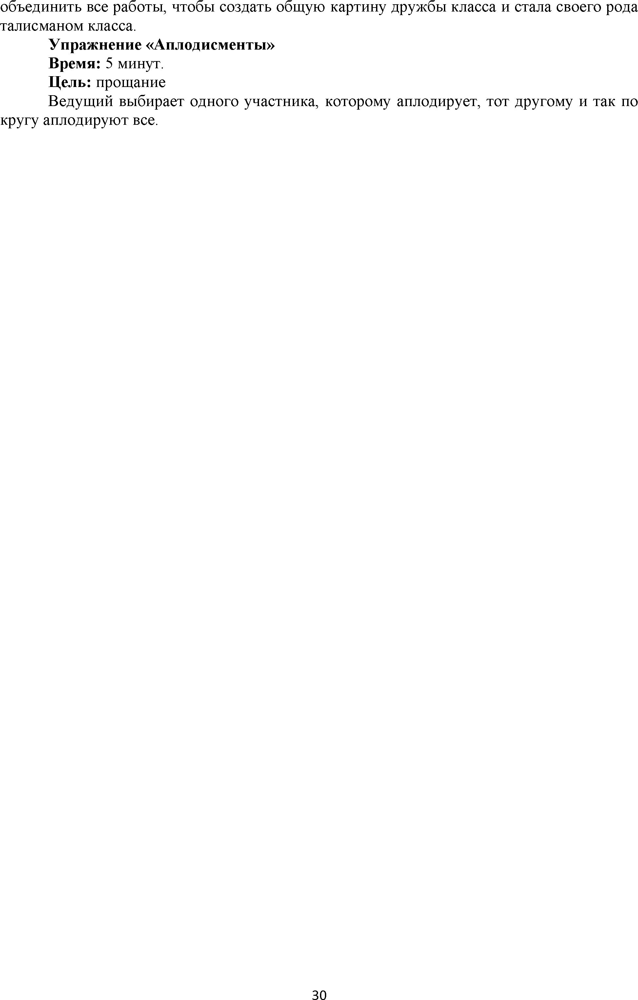 объединить все работы, чтобы создать общую картину дружбы класса и стала своего рода
талисманом класса.
Упражнение «Аплодисменты»
Время: 5 минут.
Цель: прощание
Ведущий выбирает одного участника, которому аплодирует, тот другому и так по
кругу аплодируют все.
30